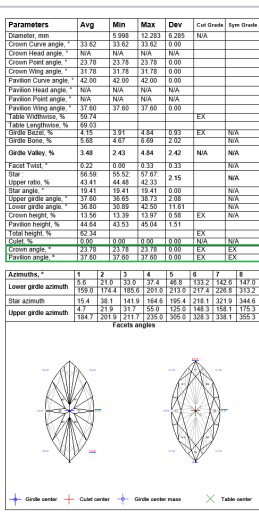 Parameters Avg Min Max Dev Cut Grade Sym Grade
Diameter, mm 5.998 12.283 6.285 N/A
Crown Curve angle, ° 33.62 33.62 33.62 0.00
Crown Head angle, ° N/A N/A N/A N/A
Crown Point angle, ° 23.78 23.78 23.78 0.00
Crown Wing angle, ° 31.78 31.78 31.78 0.00
Pavilion Curve angle, ° 42.00 42.00 42.00 0.00
Pavilion Head angle, ° N/A N/A N/A N/A
Pavilion Point angle, ° N/A N/A N/A N/A
Pavilion Wing angle, ° 37.60 37.60 37.60 0.00
Table Widthwise, % 59.74 EX
Table Lengthwise, % 69.03
Girdle Bezel, % 4.15 3.91 4.84 0.93 EX N/A
Girdle Bone, % 5.68 4.67 6.69 2.02 N/A
Girdle Valley, % 3.48 2.43 4.84 2.42 N/A N/A
Facet Twist, ° 0.22 0.00 0.33 0.33 N/A
Star : 56.59 55.52: 57.67:
Upper ratio, % 43.41 44.48 42.33 2.15 N/A
Star angle, ° 19.41 19.41 19.41 0.00 N/A
Upper girdle angle, ° 37.60 36.65 38.73 2.08 N/A
Lower girdle angle, ° 36.80 30.89 42.50 11.61
Crown height, % 13.56 13.39 13.97 0.58 EX N/A
Pavilion height, % 44.64 43.53 45.04 1.51 N/A
Total height, % 62.34 EX
Culet, % 0.00 0.00 0.00 0.00 N/A N/A
Crown angle, ° 23.78 23.78 23.78 0.00 EX EX
Pavilion angle, ° 37.60 37.60 37.60 0.00 EX EX
Azimuths, ° 1 2 3 4 5 6 7 8
Lower girdle azimuth 5.6 21.0 33.0 37.4 46.8 133.2 142.6 147.0
159.0 174.4 185.6 201.0 213.0 217.4 226.8 313.2
Star azimuth 15.4 38.1 141.9 164.6 195.4 218.1 321.9 344.6
Upper girdle azimuth 4.7 21.9 31.7 55.0 125.0 148.3 158.1 175.3
184.7 201.9 211.7 235.0 305.0 328.3 338.1 355.3
Facets angles
Girdle center Culet center Girdle center mass Table center